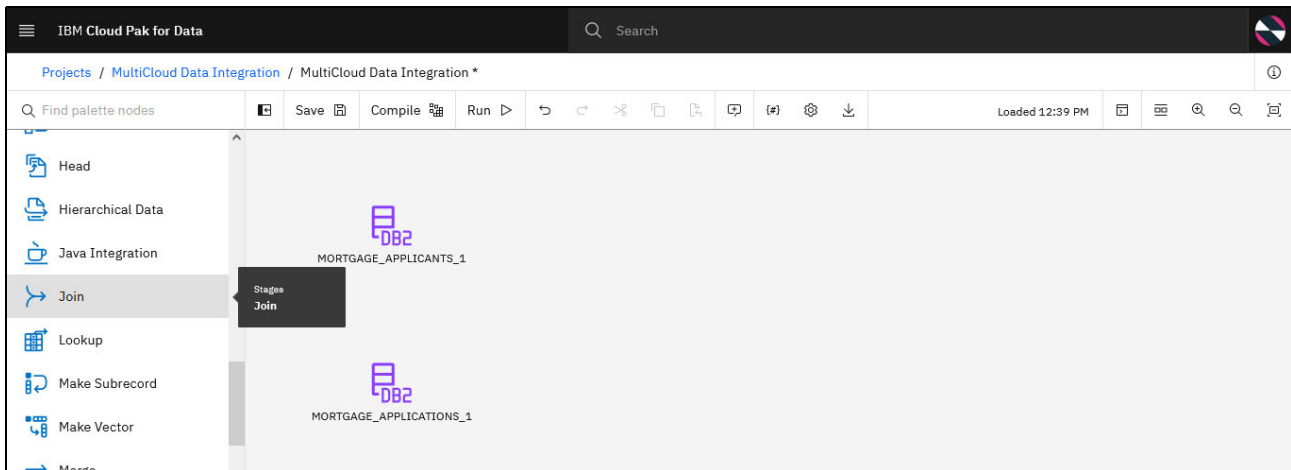 IBM Cloud Pak for Data
Search
Projects / MultiCloud Data Integration / MultiCloud Data Integration *
Find palette nodes
Save
Compile
Run
{#}
Loaded 12:39 PM
Head
Hierarchical Data
Java Integration
Join
Stages
Join
Lookup
Make Subrecord
Make Vector
Merge
DB2
MORTGAGE_APPLICANTS_1
DB2
MORTGAGE_APPLICATIONS_1